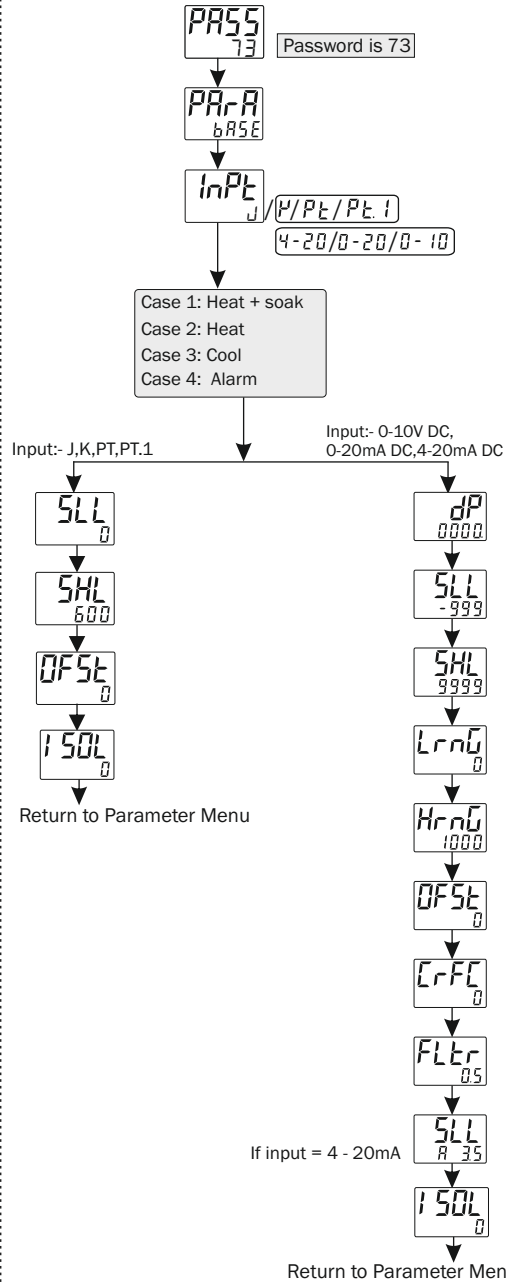 PASS
73
Password is 73
PArA
bASE
InPt
J / K / Pt / Pt.1
4-20/0-20/0-10
Case 1: Heat + soak
Case 2: Heat
Case 3: Cool
Case 4: Alarm
Input:- J,K,PT,PT.1
SLL
0
SHL
600
OFSt
0
ISOL
0
Return to Parameter Menu
Input:- 0-10V DC,
0-20mA DC,4-20mA DC
dP
0000.
SLL
-999
SHL
9999
LrnG
0
HrnG
1000
OFSt
0
CrFC
0
FLtr
0.5
If input = 4 - 20mA
SLL
A 3.5
ISOL
0
Return to Parameter Men